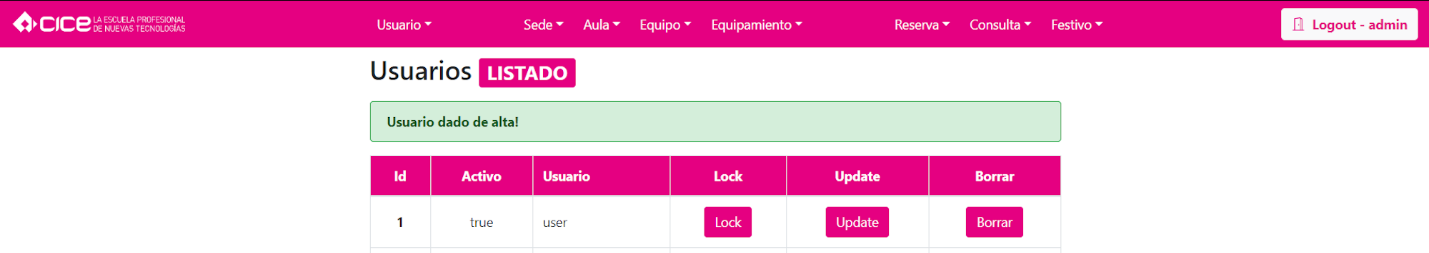 CICE LA ESCUELA PROFESIONAL DE NUEVAS TECNOLOGÍAS
Usuario Sede Aula Equipo Equipamiento Reserva Consulta Festivo Logout - admin
Usuarios LISTADO
Usuario dado de alta!
Id Activo Usuario Lock Update Borrar
1 true user Lock Update Borrar